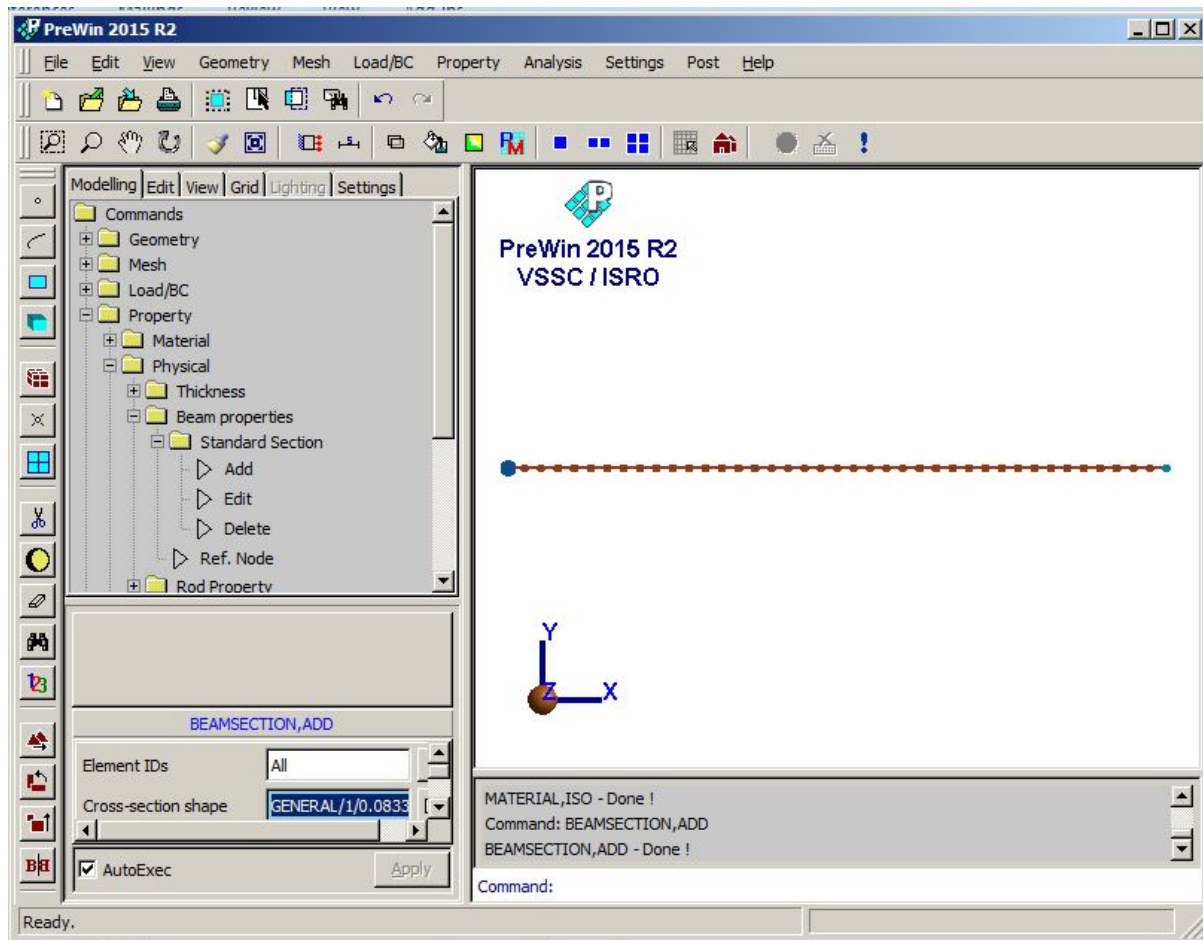 PreWin 2015 R2
File Edit View Geometry Mesh Load/BC Property Analysis Settings Post Help
Modelling Edit View Grid Lighting Settings
Commands
Geometry
Mesh
Load/BC
Property
Material
Physical
Thickness
Beam properties
Standard Section
Add
Edit
Delete
Ref. Node
Rod Property
BEAMSECTION,ADD
Element IDs All
Cross-section shape GENERAL/1/0.0833
AutoExec Apply
PreWin 2015 R2
VSSC / ISRO
Y
Z X
MATERIAL,ISO - Done !
Command: BEAMSECTION,ADD
BEAMSECTION,ADD - Done !
Command:
Ready.